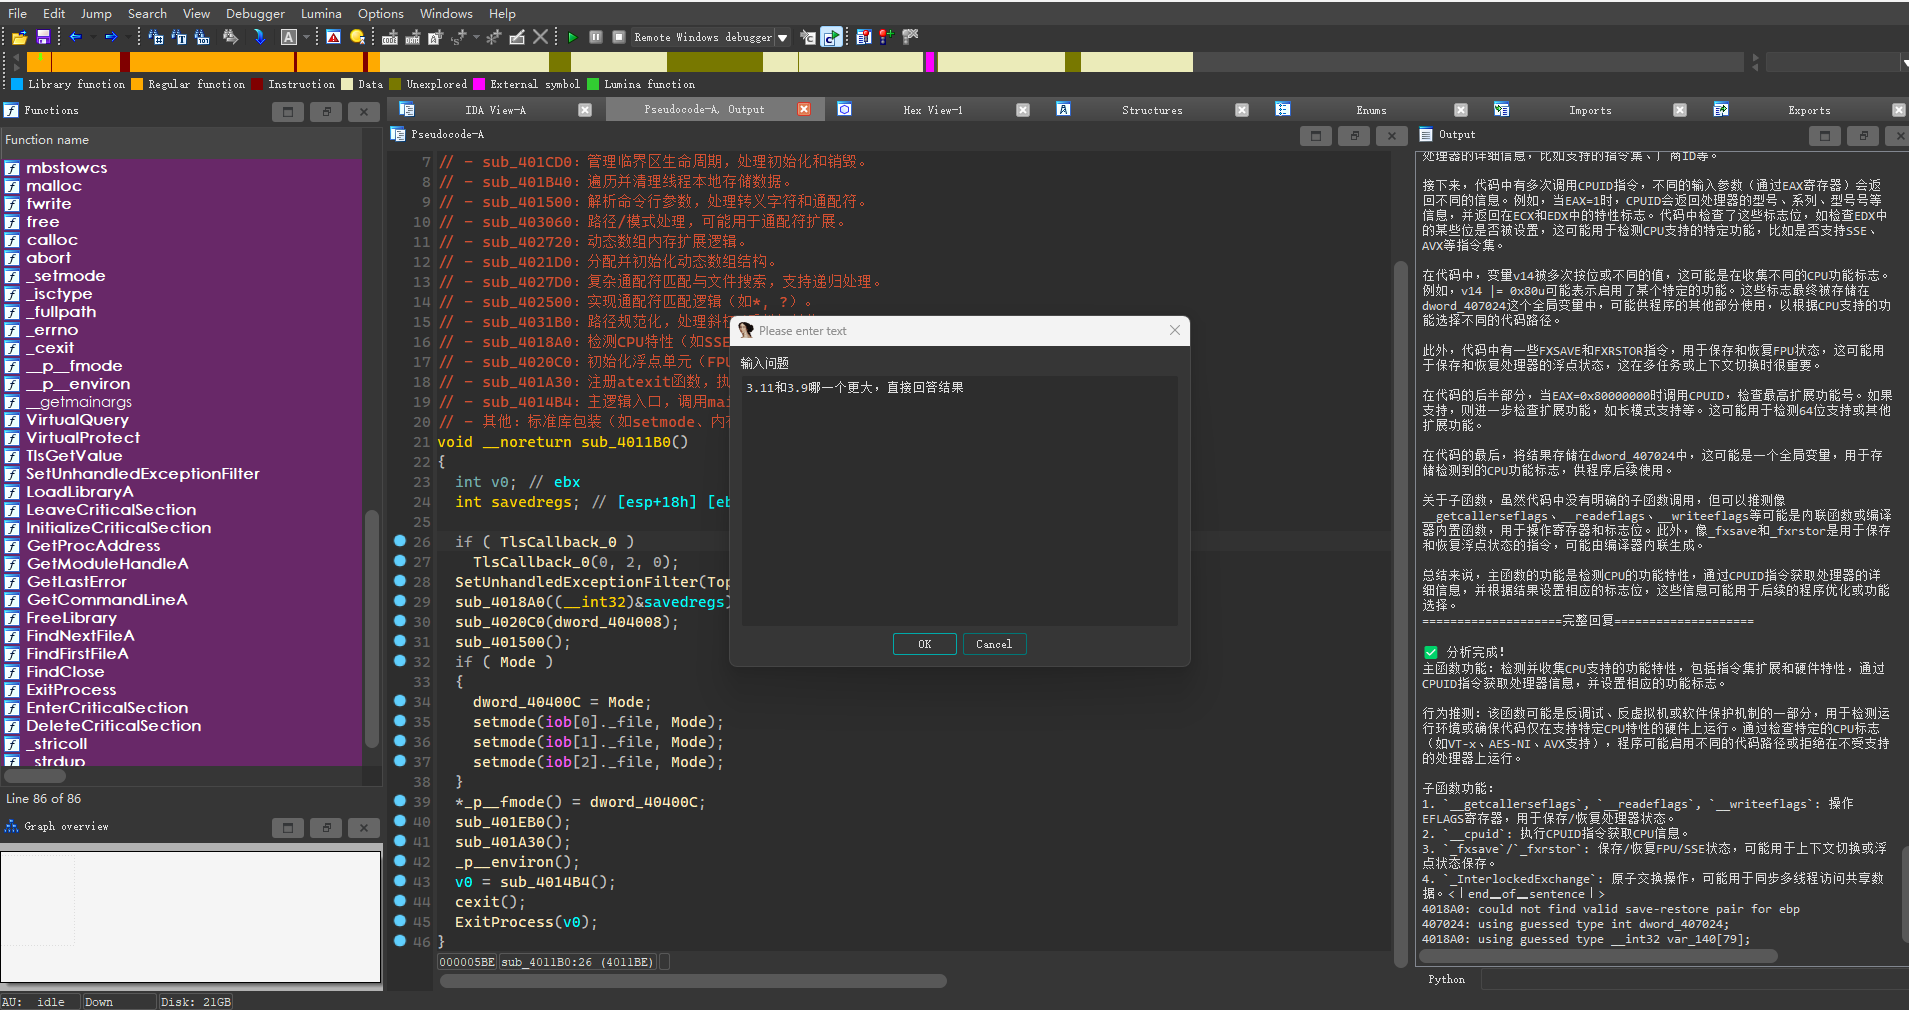 File Edit Jump Search View Debugger Lumina Options Windows Help
Remote Windows debugger
Library function Regular function Instruction Data Unexplored External symbol Lumina function
Functions
IDA View-A Pseudocode-A, Output Hex View-1 Structures Enums Imports Exports
Function name
mbstowcs
malloc
fwrite
free
calloc
abort
_setmode
_isctype
_fullpath
_errno
_cexit
__p__fmode
__p__environ
__getmainargs
VirtualQuery
VirtualProtect
TlsGetValue
SetUnhandledExceptionFilter
LoadLibraryA
LeaveCriticalSection
InitializeCriticalSection
GetProcAddress
GetModuleHandleA
GetLastError
GetCommandLineA
FreeLibrary
FindNextFileA
FindFirstFileA
FindClose
ExitProcess
EnterCriticalSection
DeleteCriticalSection
_stricoll
_strdup
Line 86 of 86
Graph overview
AU: idle Down Disk: 21GB
Pseudocode-A
7 // - sub_401CD0: 管理临界区生命周期，处理初始化和销毁。
8 // - sub_401B40: 遍历并清理线程本地存储数据。
9 // - sub_401500: 解析命令行参数，处理转义字符和通配符。
10 // - sub_403060: 路径/模式处理，可能用于通配符扩展。
11 // - sub_402720: 动态数组内存扩展逻辑。
12 // - sub_4021D0: 分配并初始化动态数组结构。
13 // - sub_4027D0: 复杂通配符匹配与文件搜索，支持递归处理。
14 // - sub_402500: 实现通配符匹配逻辑（如*, ?）。
15 // - sub_4031B0: 路径规范化，处理斜
16 // - sub_4018A0: 检测CPU特性（如SSE
17 // - sub_4020C0: 初始化浮点单元（FPU
18 // - sub_401A30: 注册atexit函数，执
19 // - sub_4014B4: 主逻辑入口，调用mai
20 // - 其他: 标准库包装（如setmode、内存
21 void __noreturn sub_4011B0()
22 {
23 int v0; // ebx
24 int savedregs; // [esp+18h] [eb
25
26 if ( TlsCallback_0 )
27 TlsCallback_0(0, 2, 0);
28 SetUnhandledExceptionFilter(Top
29 sub_4018A0((__int32)&savedregs)
30 sub_4020C0(dword_404008);
31 sub_401500();
32 if ( Mode )
33 {
34 dword_40400C = Mode;
35 setmode(iob[0]._file, Mode);
36 setmode(iob[1]._file, Mode);
37 setmode(iob[2]._file, Mode);
38 }
39 *_p__fmode() = dword_40400C;
40 sub_401EB0();
41 sub_401A30();
42 _p__environ();
43 v0 = sub_4014B4();
44 cexit();
45 ExitProcess(v0);
46 }
000005BE sub_4011B0:26 (4011BE)
Please enter text
输入问题
3.11和3.9哪一个更大，直接回答结果
OK Cancel
Output
处理器的详细信息，比如支持的指令集、厂商ID等。
接下来，代码中有多次调用CPUID指令，不同的输入参数（通过EAX寄存器）会返
回不同的信息。例如，当EAX=1时，CPUID会返回处理器的型号、系列、型号号等
信息，并返回在ECX和EDX中的特性标志。代码中检查了这些标志位，如检查EDX中
的某些位是否被设置，这可能用于检测CPU支持的特定功能，比如是否支持SSE、
AVX等指令集。
在代码中，变量v14被多次按位或不同的值，这可能是在收集不同的CPU功能标志。
例如，v14 |= 0x80u可能表示启用了某个特定的功能。这些标志最终被存储在
dword_407024这个全局变量中，可能供程序的其他部分使用，以根据CPU支持的功
能选择不同的代码路径。
此外，代码中有一些FXSAVE和FXRSTOR指令，用于保存和恢复FPU状态，这可能用
于保存和恢复处理器的浮点状态，这在多任务或上下文切换时很重要。
在代码的后半部分，当EAX=0x80000000时调用CPUID，检查最高扩展功能号。如果
支持，则进一步检查扩展功能，如长模式支持等。这可能用于检测64位支持或其他
扩展功能。
在代码的最后，将结果存储在dword_407024中，这可能是一个全局变量，用于存
储检测到的CPU功能标志，供程序后续使用。
关于子函数，虽然代码中没有明确的子函数调用，但可以推测像
__getcallerseflags、__readeflags、__writeeflags等可能是内联函数或编译
器内置函数，用于操作寄存器和标志位。此外，像_fxsave和_fxrstor是用于保存
和恢复浮点状态的指令，可能由编译器内联生成。
总结来说，主函数的功能是检测CPU的功能特性，通过CPUID指令获取处理器的详
细信息，并根据结果设置相应的标志位，这些信息可能用于后续的程序优化或功能
选择。
====================完整回复====================
✅ 分析完成!
主函数功能: 检测并收集CPU支持的功能特性，包括指令集扩展和硬件特性，通过
CPUID指令获取处理器信息，并设置相应的功能标志。
行为推测: 该函数可能是反调试、反虚拟机或软件保护机制的一部分，用于检测运
行环境或确保代码仅在支持特定CPU特性的硬件上运行。通过检查特定的CPU标志
（如VT-x、AES-NI、AVX支持），程序可能启用不同的代码路径或拒绝在不受支持
的处理器上运行。
子函数功能:
1. `__getcallerseflags`, `__readeflags`, `__writeeflags`: 操作
EFLAGS寄存器，用于保存/恢复处理器状态。
2. `__cpuid`: 执行CPUID指令获取CPU信息。
3. `_fxsave`/`_fxrstor`: 保存/恢复FPU/SSE状态，可能用于上下文切换或浮
点状态保存。
4. `_InterlockedExchange`: 原子交换操作，可能用于同步多线程访问共享数
据。<｜end▁of▁sentence｜>
4018A0: could not find valid save-restore pair for ebp
407024: using guessed type int dword_407024;
4018A0: using guessed type __int32 var_140[79];
Python